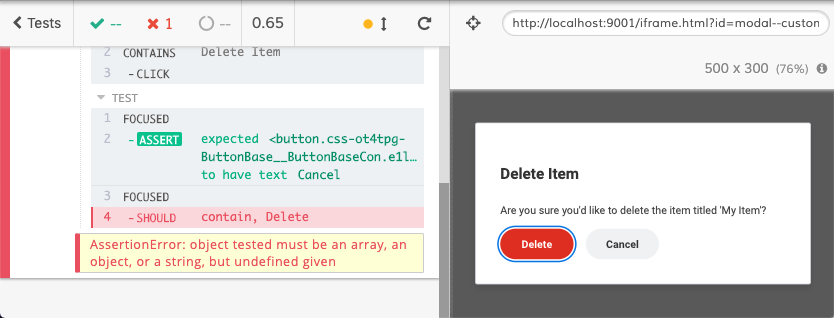 Tests
--
1
--
0.65
http://localhost:9001/iframe.html?id=modal--custon
500 x 300 (76%)
2 CONTAINS Delete Item
3 -CLICK
TEST
1 FOCUSED
2 -ASSERT expected <button.css-ot4tpg-
ButtonBase__ButtonBaseCon.e1l…
to have text Cancel
3 FOCUSED
4 -SHOULD contain, Delete
AssertionError: object tested must be an array, an
object, or a string, but undefined given
Delete Item
Are you sure you'd like to delete the item titled 'My Item'?
Delete
Cancel